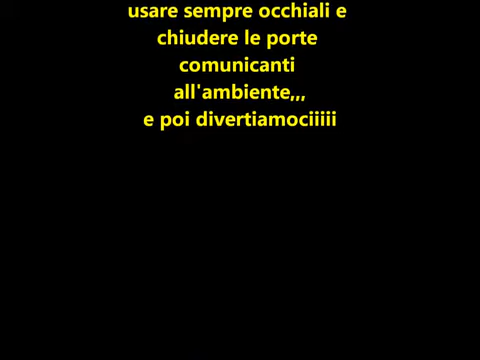 usare sempre occhiali e
chiudere le porte
comunicanti
all'ambiente,,,
e poi divertiamociiiii